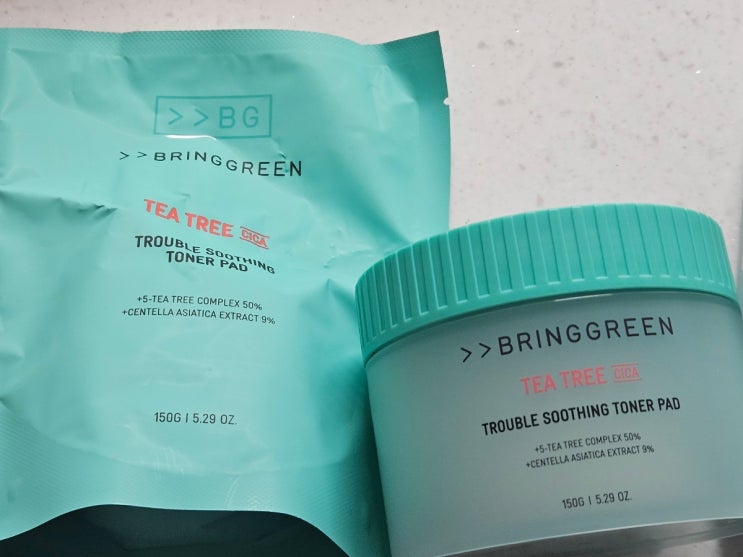 >>BG
>>BRINGGREEN
TEA TREE CICA
TROUBLE SOOTHING
TONER PAD
+5-TEA TREE COMPLEX 50%
+CENTELLA ASIATICA EXTRACT 9%
150G | 5.29 OZ.
>>BRINGGREEN
TEA TREE CICA
TROUBLE SOOTHING TONER PAD
+5-TEA TREE COMPLEX 50%
+CENTELLA ASIATICA EXTRACT 9%
150G | 5.29 OZ.